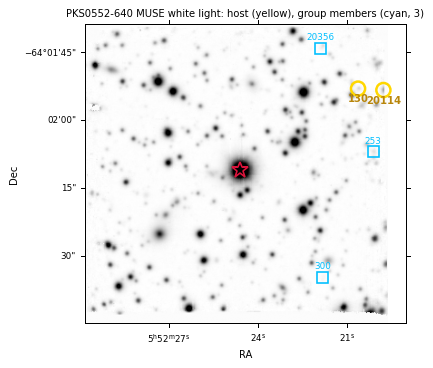 PKS0552-640 MUSE white light: host (yellow), group members (cyan, 3)
20356
−64°01'45"
130
20114
02'00"
253
15'
Dec
30"
306
5ʰ52ᵐ27ˢ
24ˢ
21ˢ
RA